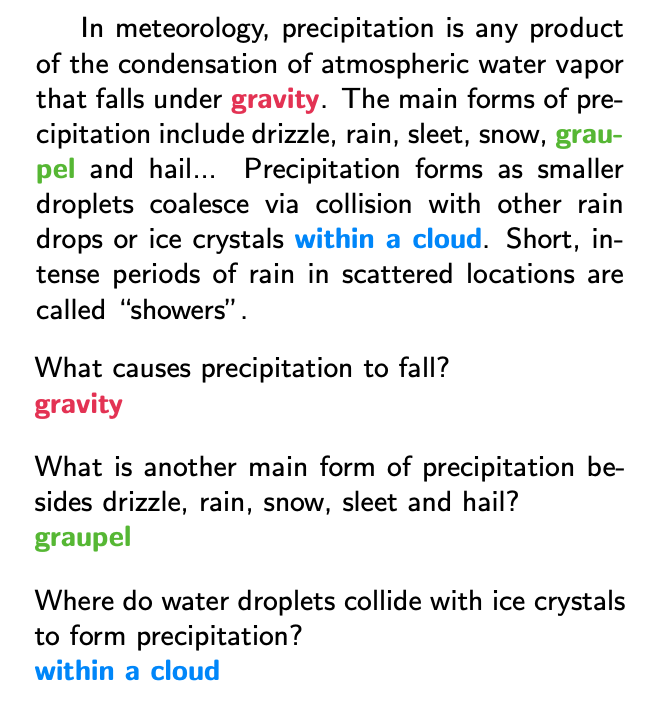 In meteorology, precipitation is any product
of the condensation of atmospheric water vapor
that falls under gravity. The main forms of pre-
cipitation include drizzle, rain, sleet, snow, grau-
pel and hail... Precipitation forms as smaller
droplets coalesce via collision with other rain
drops or ice crystals within a cloud. Short, in-
tense periods of rain in scattered locations are
called “showers”.
What causes precipitation to fall?
gravity
What is another main form of precipitation be-
sides drizzle, rain, snow, sleet and hail?
graupel
Where do water droplets collide with ice crystals
to form precipitation?
within a cloud